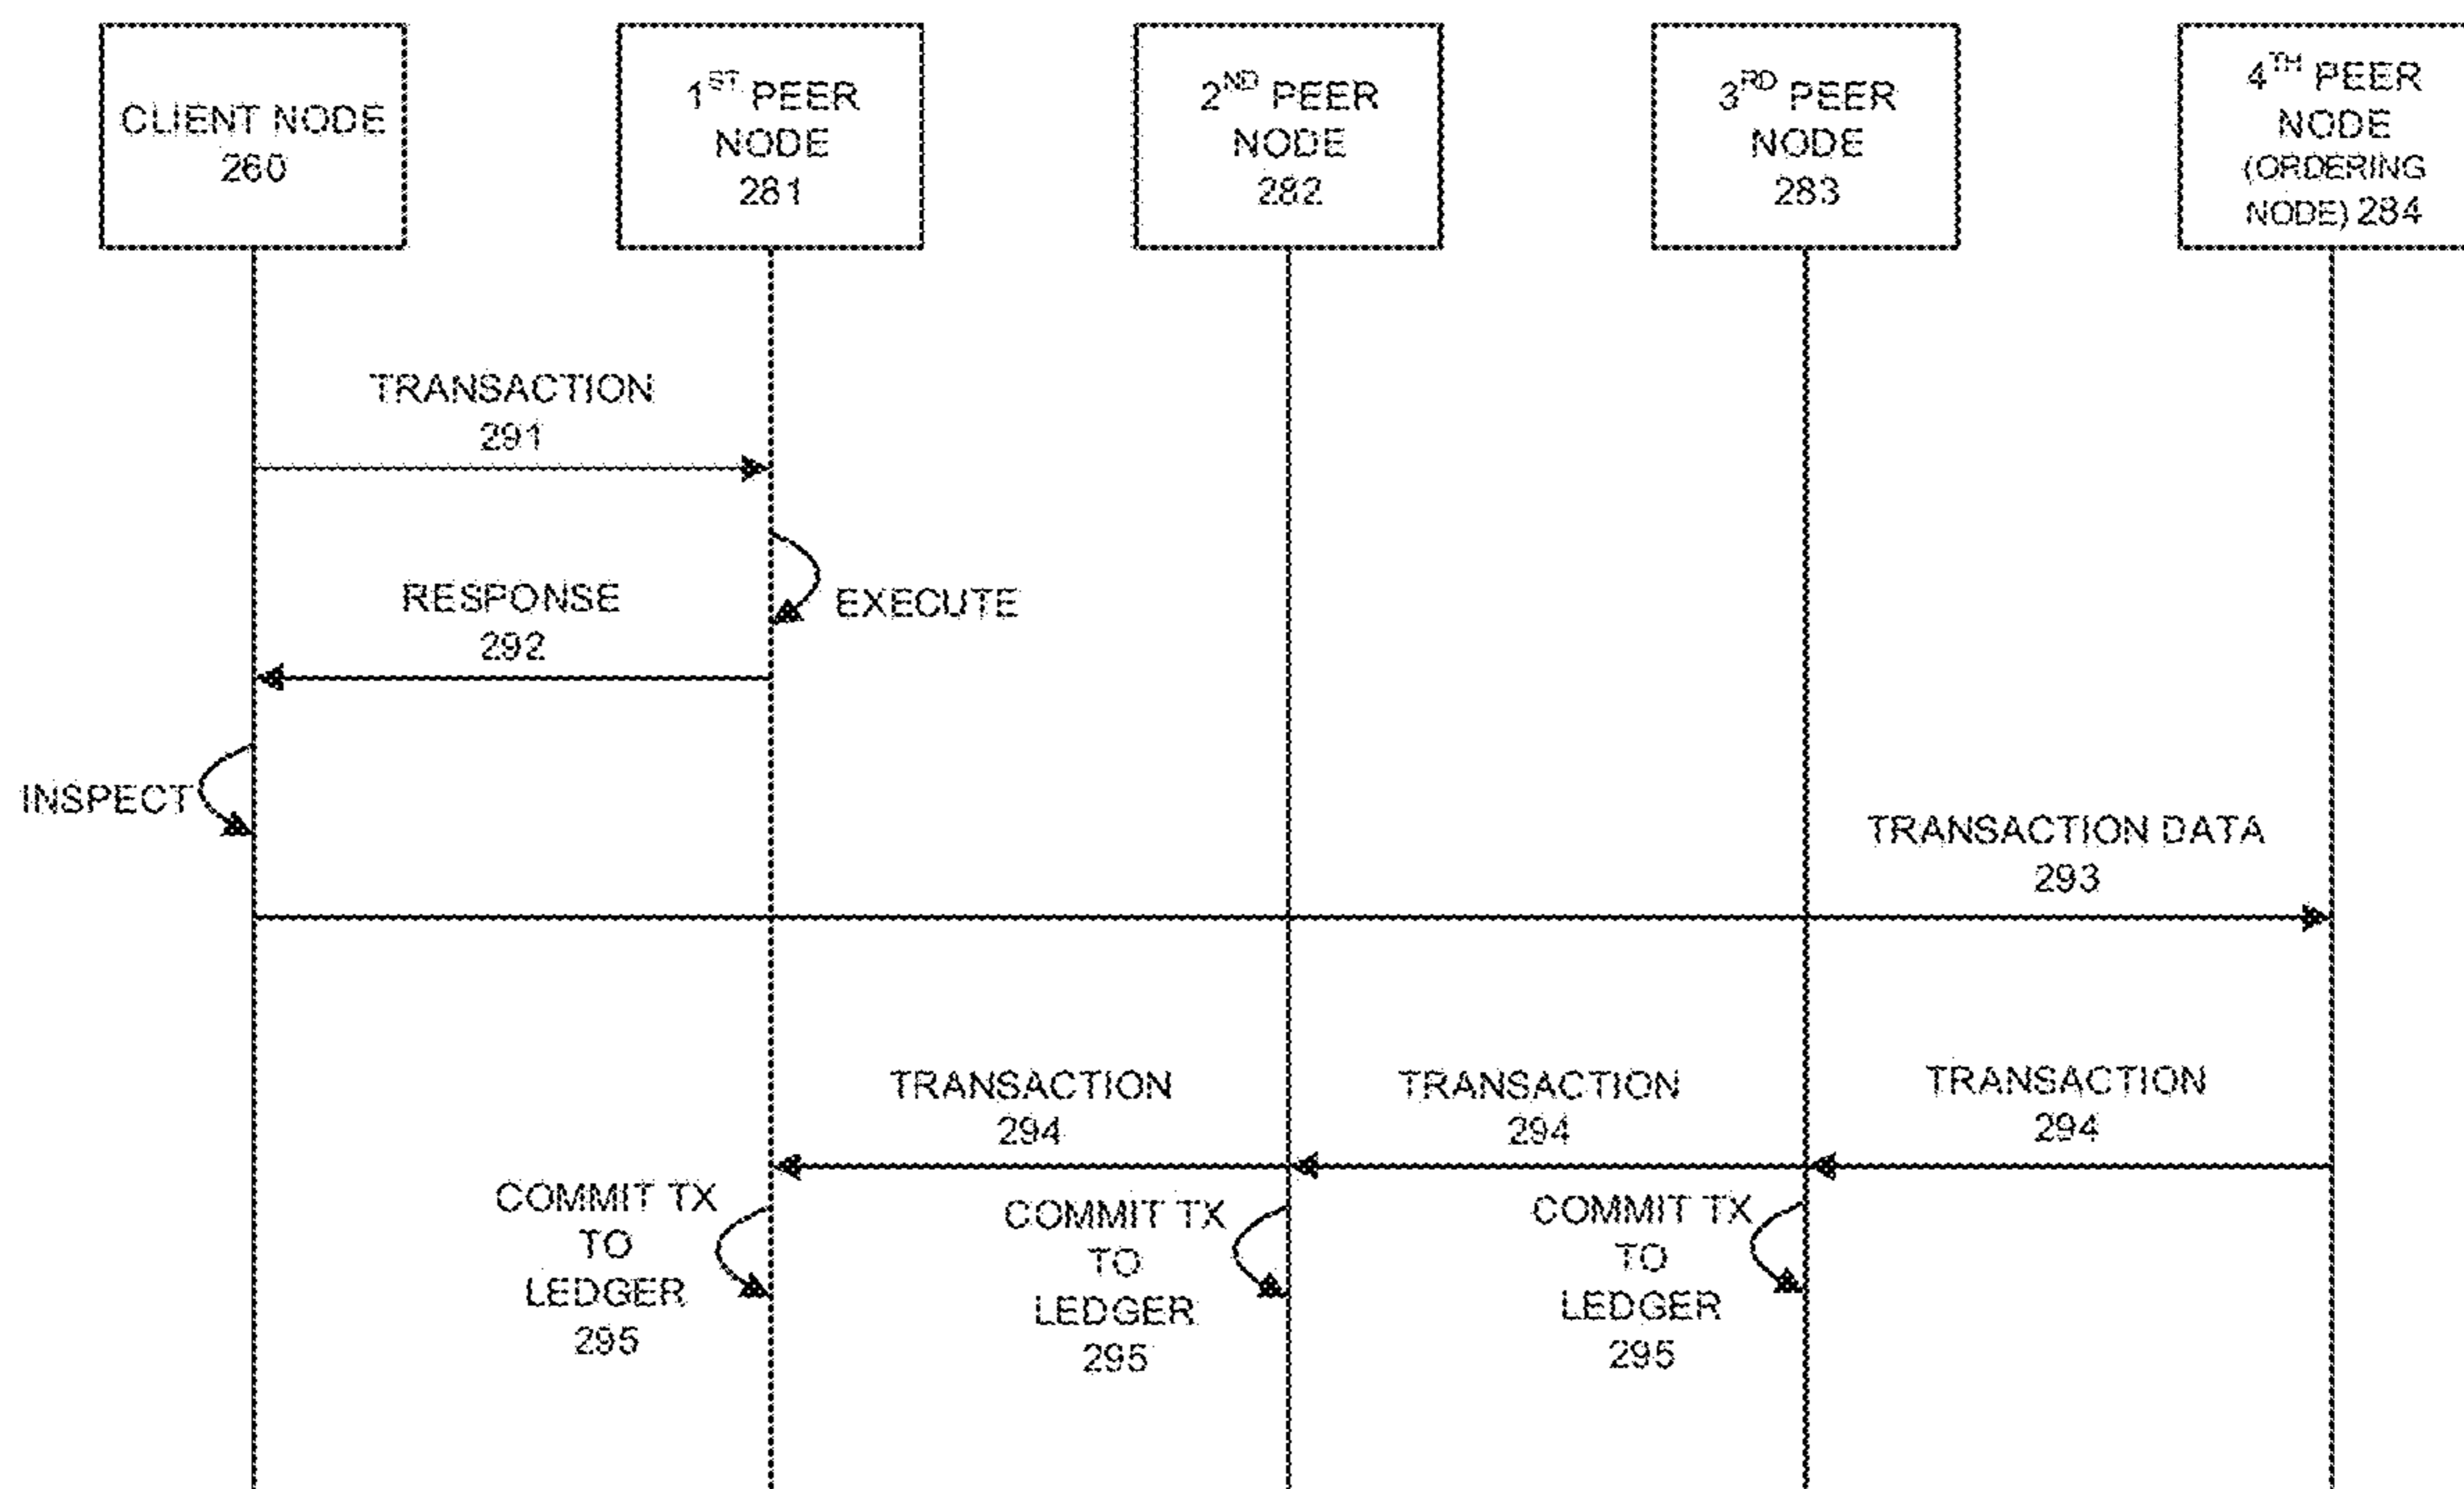 CLIENT NODE
260
1ST PEER
NODE
281
2ND PEER
NODE
282
3RD PEER
NODE
283
4TH PEER
NODE
(ORDERING
NODE) 284
TRANSACTION
291
EXECUTE
RESPONSE
292
INSPECT
TRANSACTION DATA
293
TRANSACTION
294
TRANSACTION
294
TRANSACTION
294
COMMIT TX
TO
LEDGER
295
COMMIT TX
TO
LEDGER
295
COMMIT TX
TO
LEDGER
295